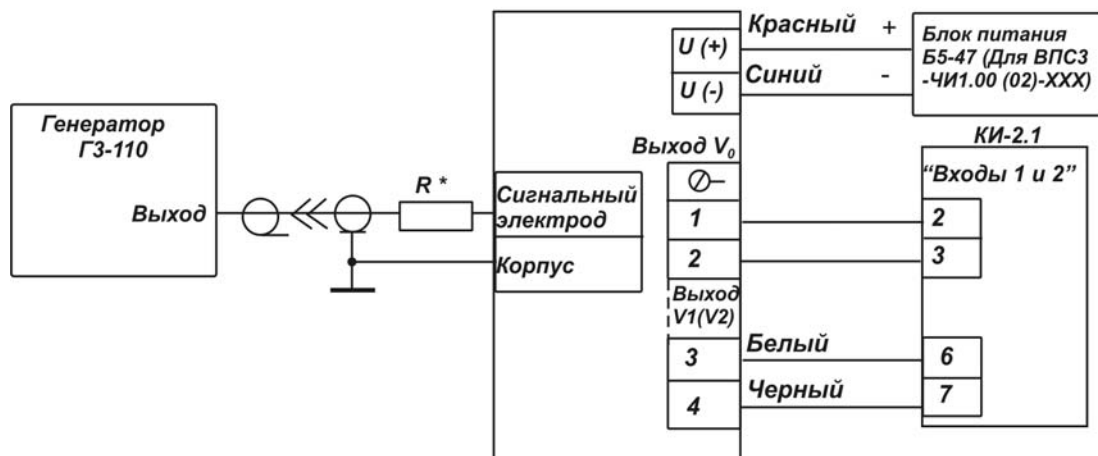 Генератор
Г3-110
Выход
R *
Сигнальный
электрод
Корпус
U (+)
U (-)
Выход V0
1
2
Выход
V1(V2)
3
4
Красный +
Синий -
Белый
Черный
Блок питания
Б5-47 (Для ВПС3
-ЧИ1.00 (02)-ХХХ)
КИ-2.1
“Входы 1 и 2”
2
3
6
7